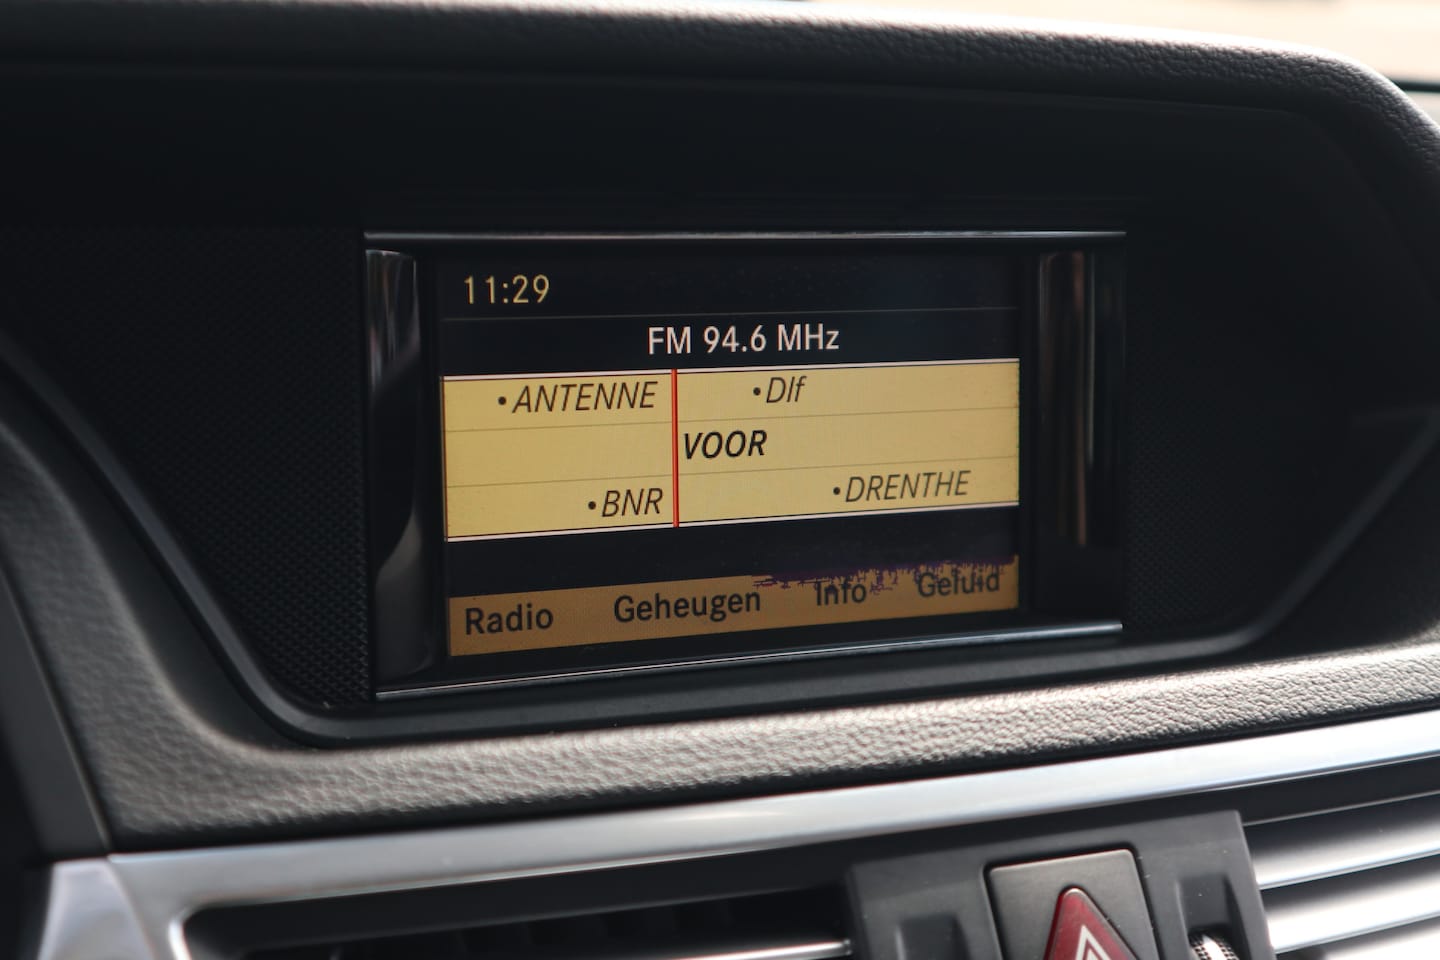 11:29
FM 94.6 MHz
•ANTENNE •Dlf
VOOR
•BNR •DRENTHE
Radio Geheugen Info Geluid